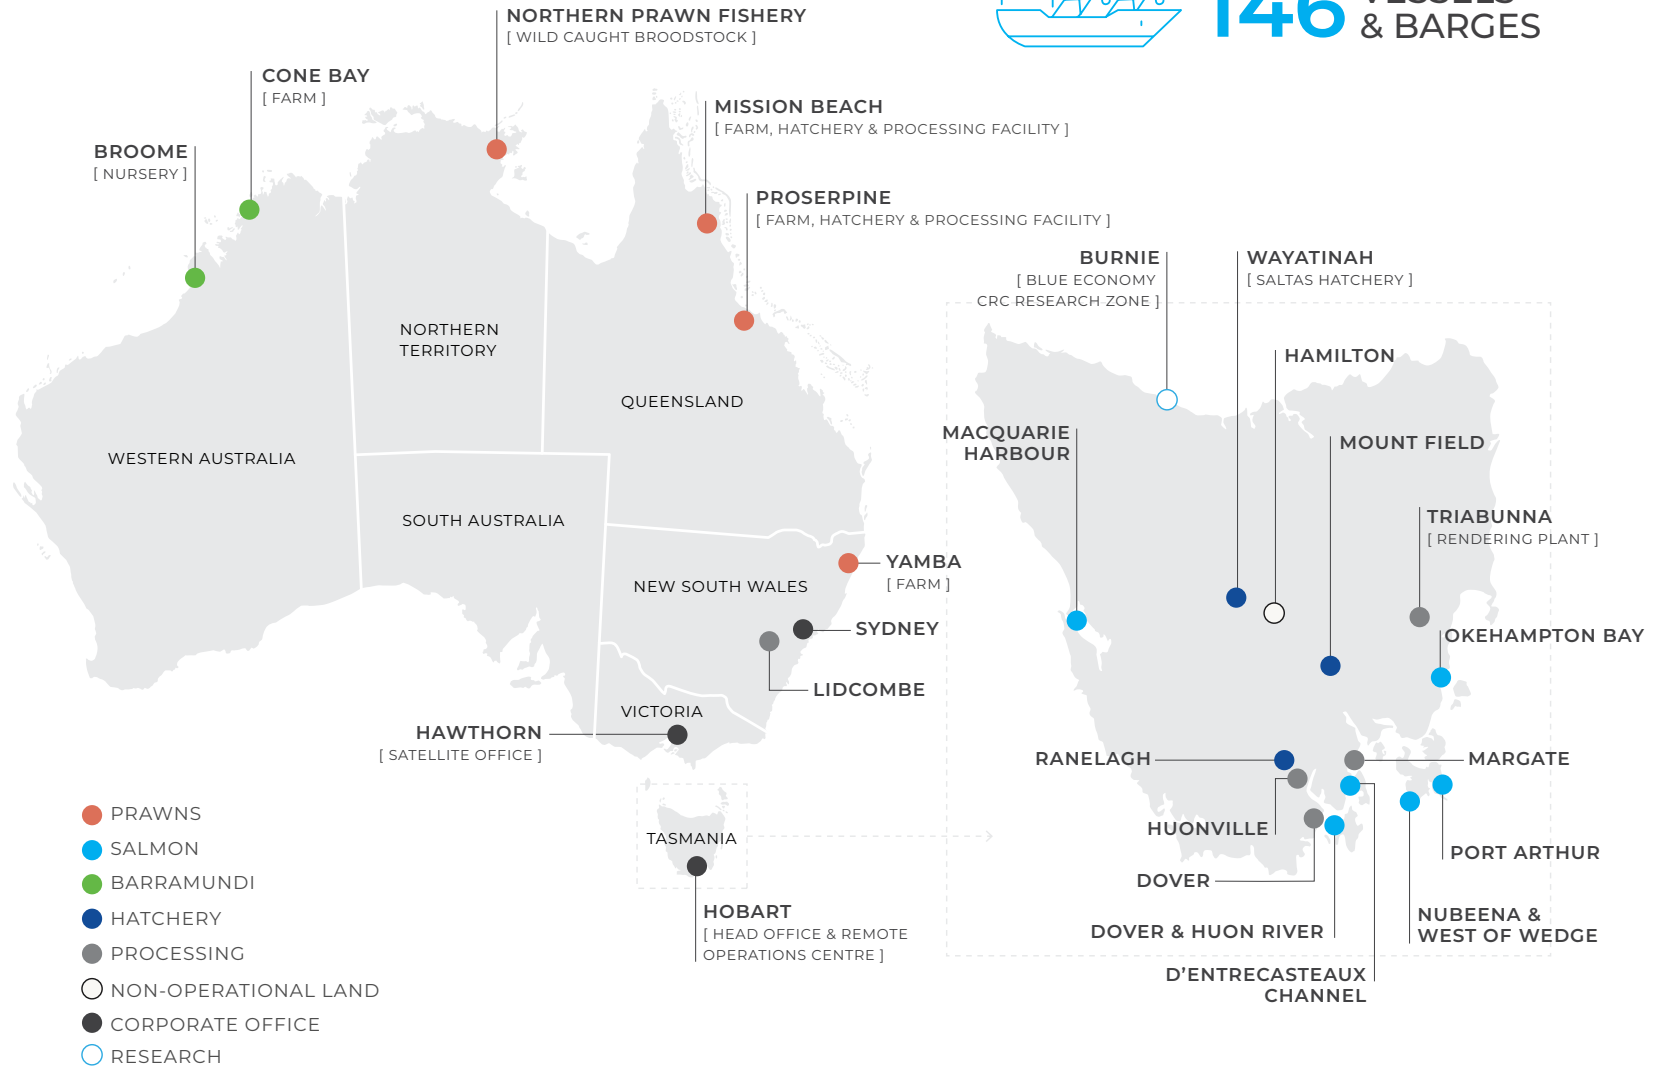 146 VESSELS
& BARGES
NORTHERN PRAWN FISHERY
[ WILD CAUGHT BROODSTOCK ]
CONE BAY
[ FARM ]
MISSION BEACH
[ FARM, HATCHERY & PROCESSING FACILITY ]
BROOME
[ NURSERY ]
PROSERPINE
[ FARM, HATCHERY & PROCESSING FACILITY ]
BURNIE
[ BLUE ECONOMY
CRC RESEARCH ZONE ]
WAYATINAH
[ SALTAS HATCHERY ]
NORTHERN
TERRITORY
HAMILTON
QUEENSLAND
MACQUARIE
HARBOUR
MOUNT FIELD
WESTERN AUSTRALIA
SOUTH AUSTRALIA
TRIABUNNA
[ RENDERING PLANT ]
YAMBA
[ FARM ]
NEW SOUTH WALES
SYDNEY
OKEHAMPTON BAY
LIDCOMBE
VICTORIA
HAWTHORN
[ SATELLITE OFFICE ]
RANELAGH
MARGATE
HUONVILLE
TASMANIA
PORT ARTHUR
DOVER
HOBART
[ HEAD OFFICE & REMOTE
OPERATIONS CENTRE ]
DOVER & HUON RIVER
NUBEENA &
WEST OF WEDGE
D'ENTRECASTEAUX
CHANNEL
PRAWNS
SALMON
BARRAMUNDI
HATCHERY
PROCESSING
NON-OPERATIONAL LAND
CORPORATE OFFICE
RESEARCH